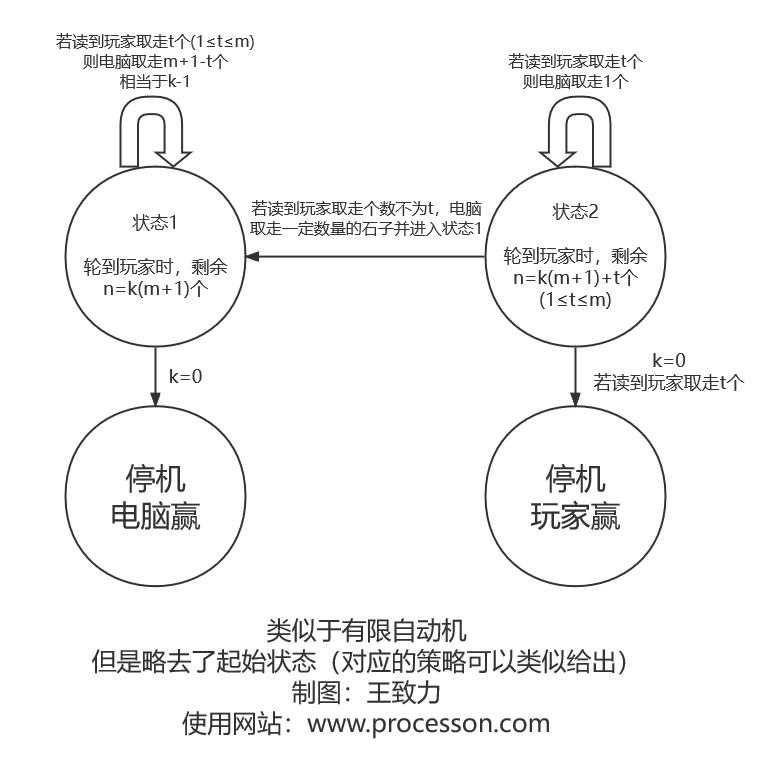 若读到玩家取走t个(1≤t≤m)
则电脑取走m+1-t个
相当于k-1
若读到玩家取走t个
则电脑取走1个
状态1
轮到玩家时，剩余
n=k(m+1)个
若读到玩家取走个数不为t，电脑
取走一定数量的石子并进入状态1
状态2
轮到玩家时，剩余
n=k(m+1)+t个
(1≤t≤m)
k=0
k=0
若读到玩家取走t个
停机
电脑赢
停机
玩家赢
类似于有限自动机
但是略去了起始状态（对应的策略可以类似给出）
制图：王致力
使用网站：www.processon.com